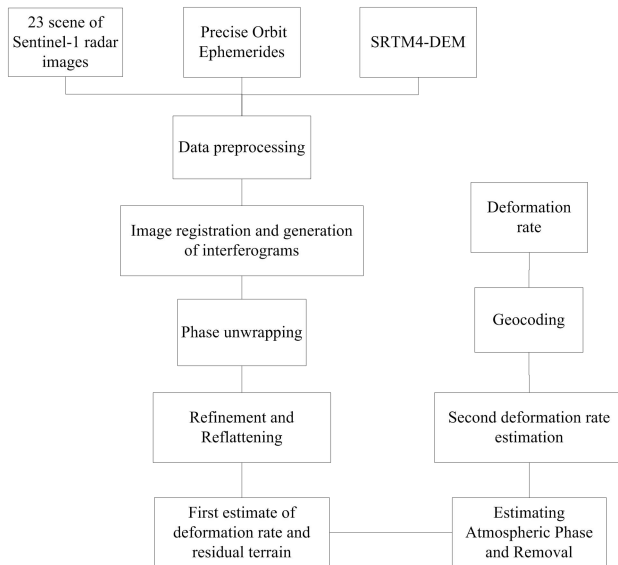 23 scene of
Sentinel-1 radar
images
Precise Orbit
Ephemerides
SRTM4-DEM
Data preprocessing
Image registration and generation
of interferograms
Phase unwrapping
Refinement and
Reflattening
First estimate of
deformation rate and
residual terrain
Estimating
Atmospheric Phase
and Removal
Second deformation rate
estimation
Geocoding
Deformation
rate